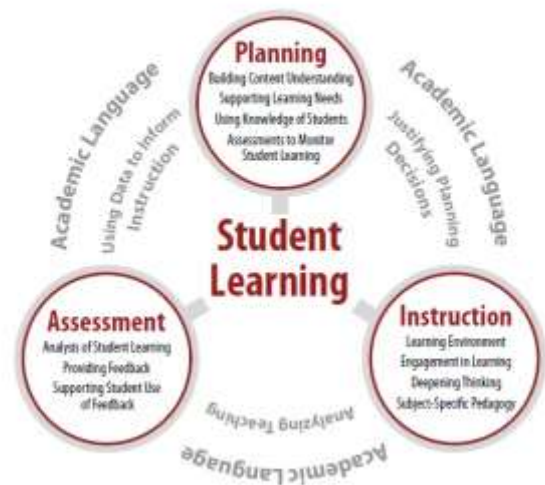 Planning
Building Content Understanding
Supporting Learning Needs
Using Knowledge of Students
Assessments to Monitor
Student Learning
Academic Language
Using Data to Inform
Instruction
Academic Language
Justifying Planning
Decisions
Student
Learning
Assessment
Analysis of Student Learning
Providing Feedback
Supporting Student Use
of Feedback
Instruction
Learning Environment
Engagement in Learning
Deepening Thinking
Subject-Specific Pedagogy
Analyzing Teaching
Academic Language